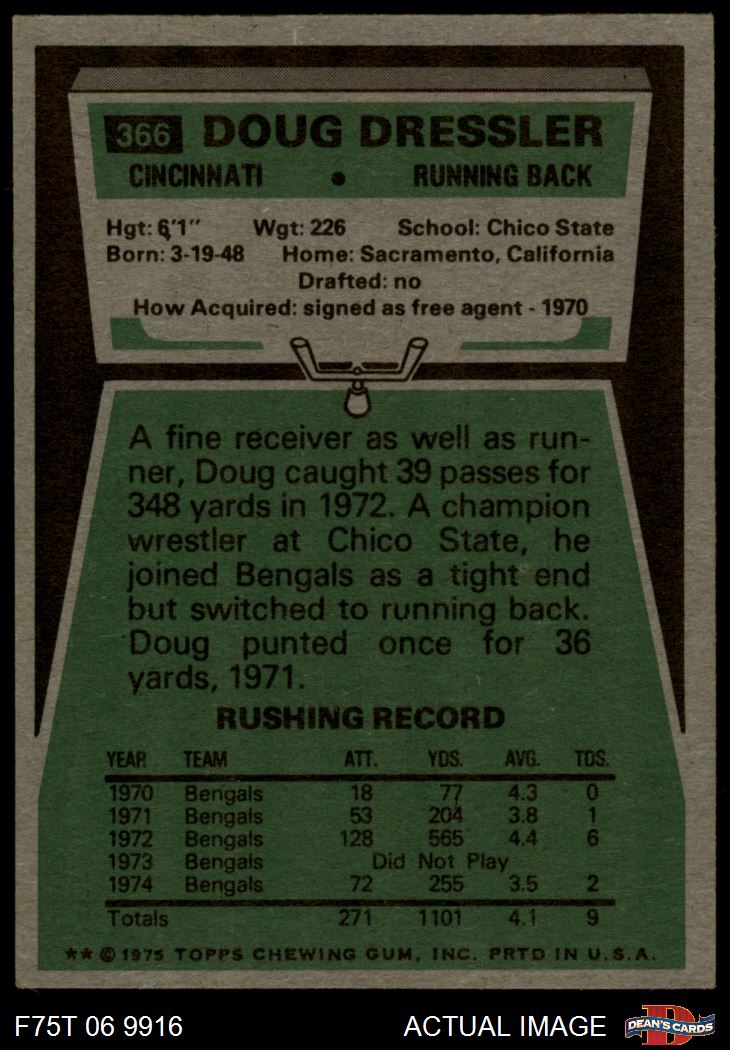 366 DOUG DRESSLER
CINCINNATI • RUNNING BACK
Hgt: 6'1" Wgt: 226 School: Chico State
Born: 3-19-48 Home: Sacramento, California
Drafted: no
How Acquired: signed as free agent - 1970
A fine receiver as well as run-
ner, Doug caught 39 passes for
348 yards in 1972. A champion
wrestler at Chico State, he
joined Bengals as a tight end
but switched to running back.
Doug punted once for 36
yards, 1971.
RUSHING RECORD
YEAR TEAM ATT. YDS. AVG. TDS.
1970 Bengals 18 77 4.3 0
1971 Bengals 53 204 3.8 1
1972 Bengals 128 565 4.4 6
1973 Bengals Did Not Play
1974 Bengals 72 255 3.5 2
Totals 271 1101 4.1 9
** © 1975 TOPPS CHEWING GUM, INC. PRTD IN U.S.A.
F75T 06 9916 ACTUAL IMAGE DEAN'S CARDS